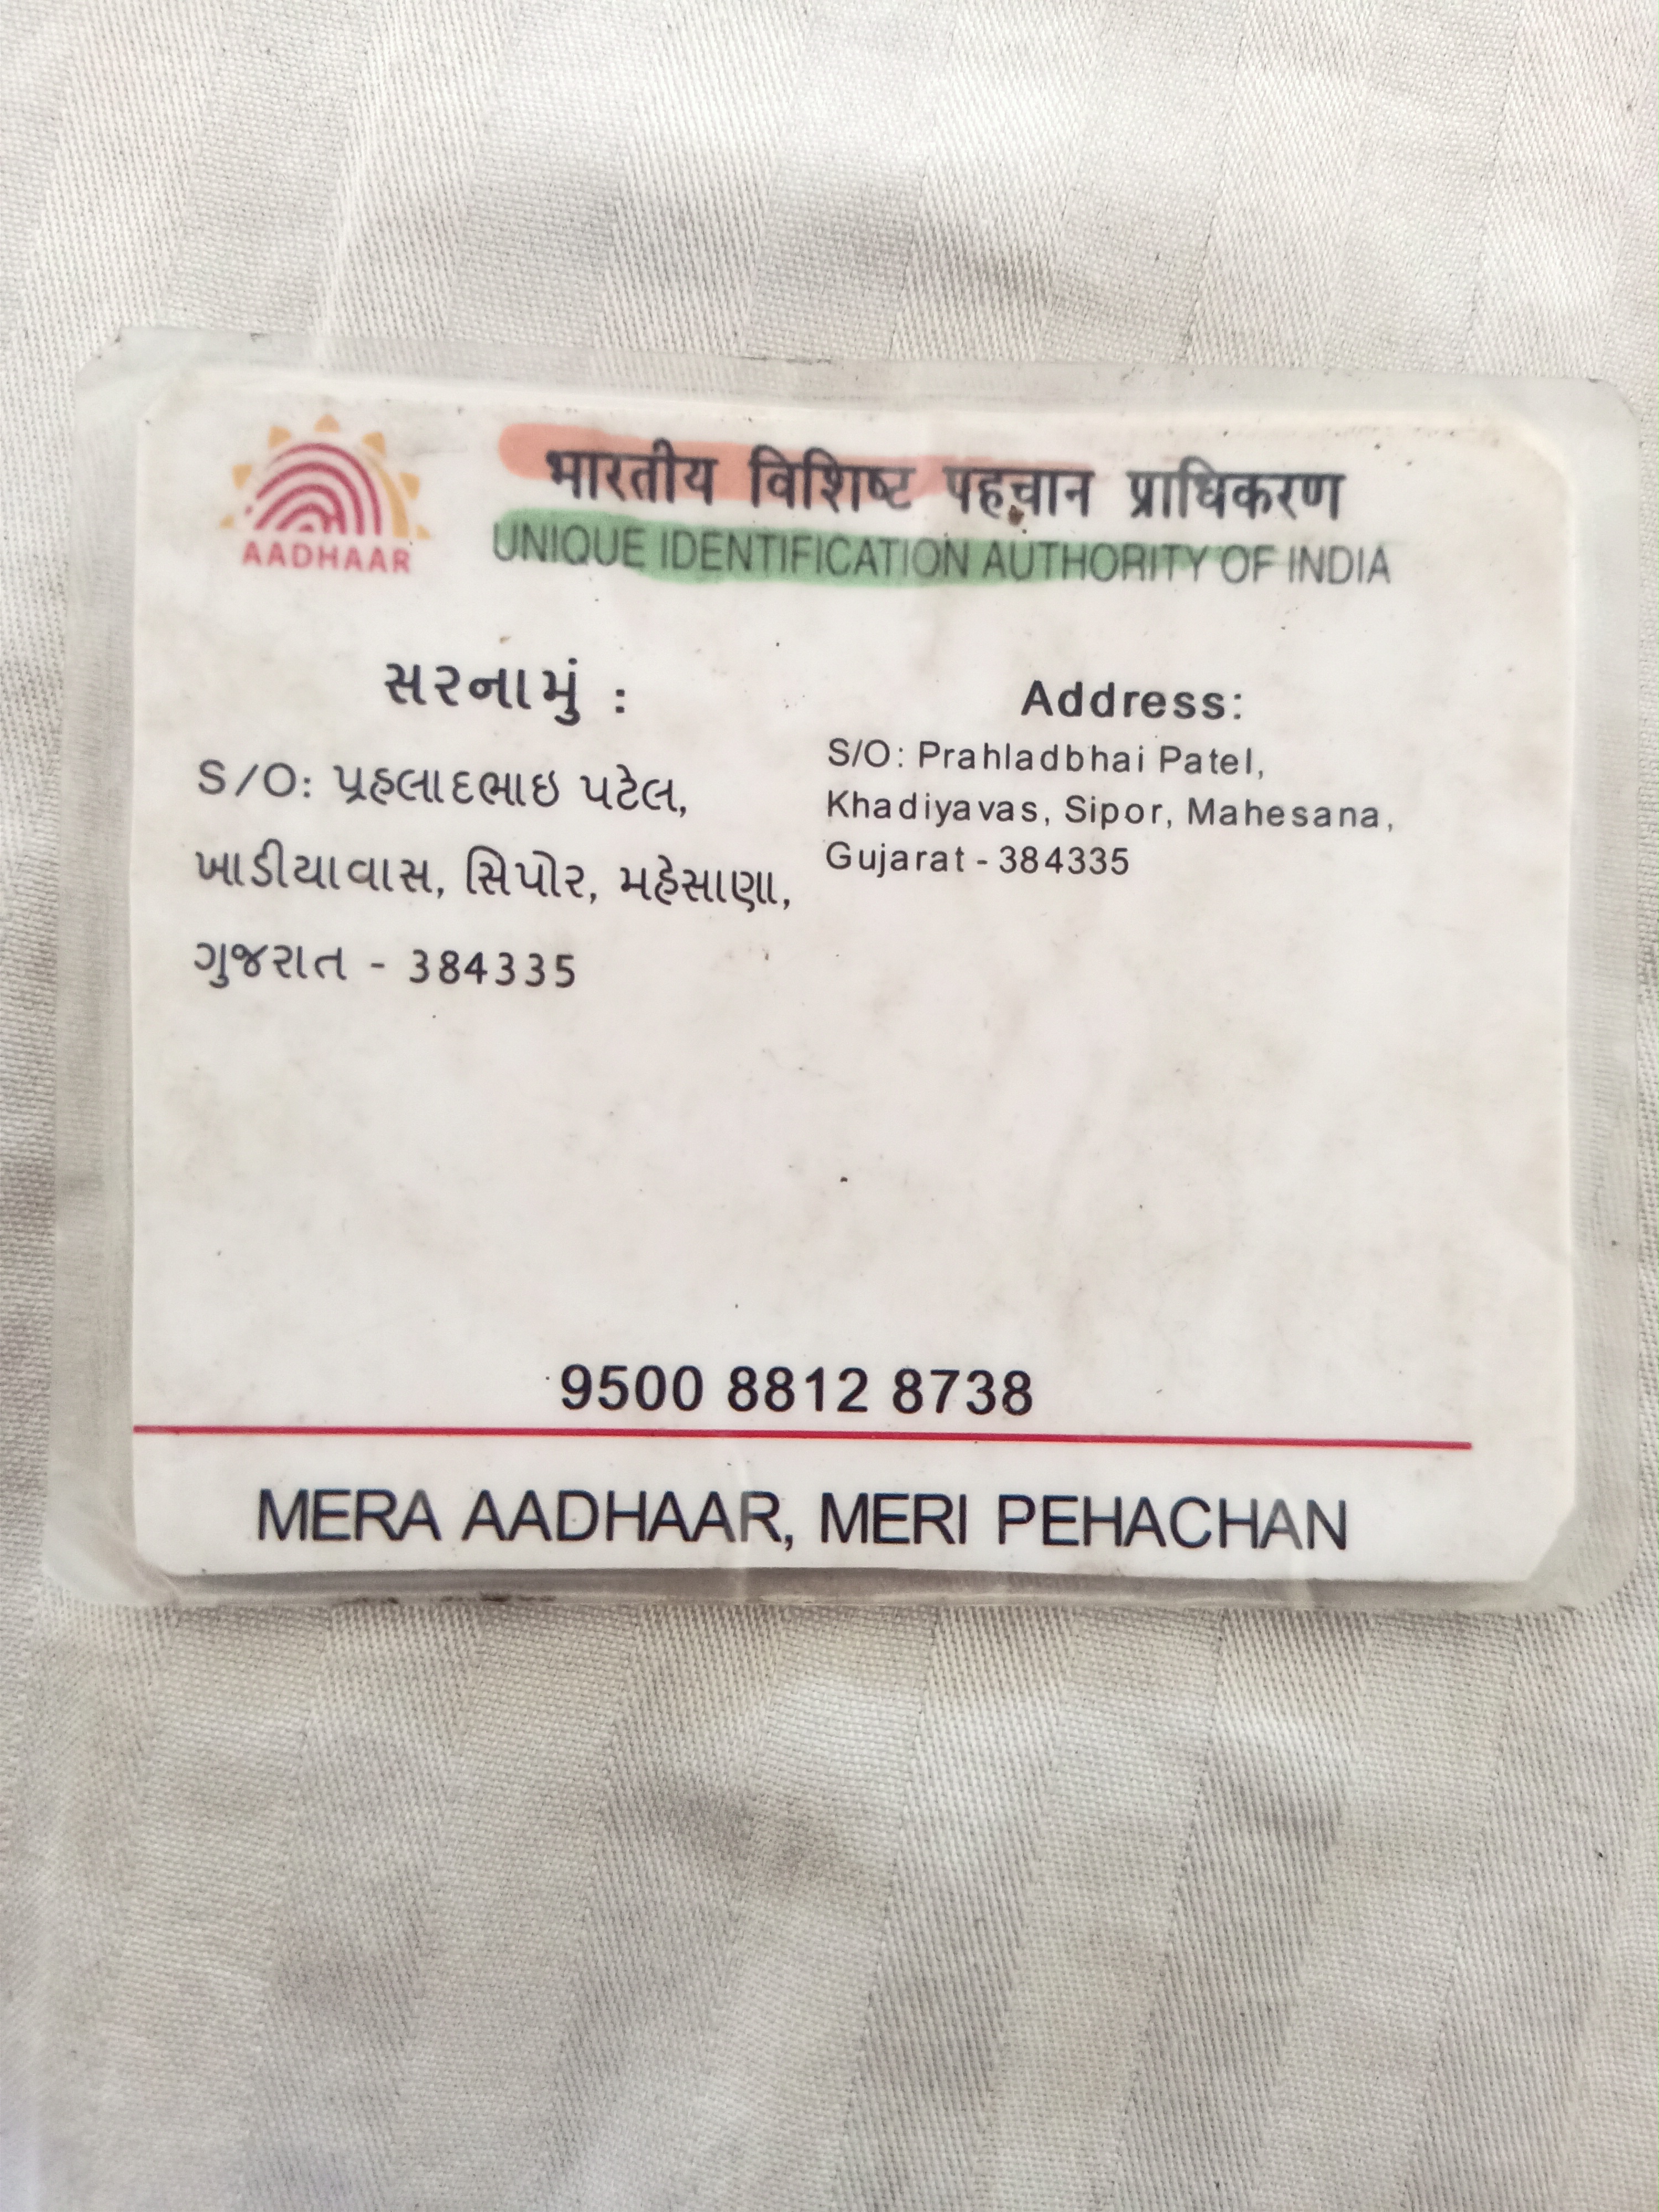 AADHAAR
भारतीय विशिष्ट पहचान प्राधिकरण
UNIQUE IDENTIFICATION AUTHORITY OF INDIA
સરનામું :
S/O: પ્રહલાદભાઇ પટેલ,
ખાડીયાવાસ, સિપોર, મહેસાણા,
ગુજરાત - 384335
Address:
S/O: Prahladbhai Patel,
Khadiyavas, Sipor, Mahesana,
Gujarat - 384335
9500 8812 8738
MERA AADHAAR, MERI PEHACHAN